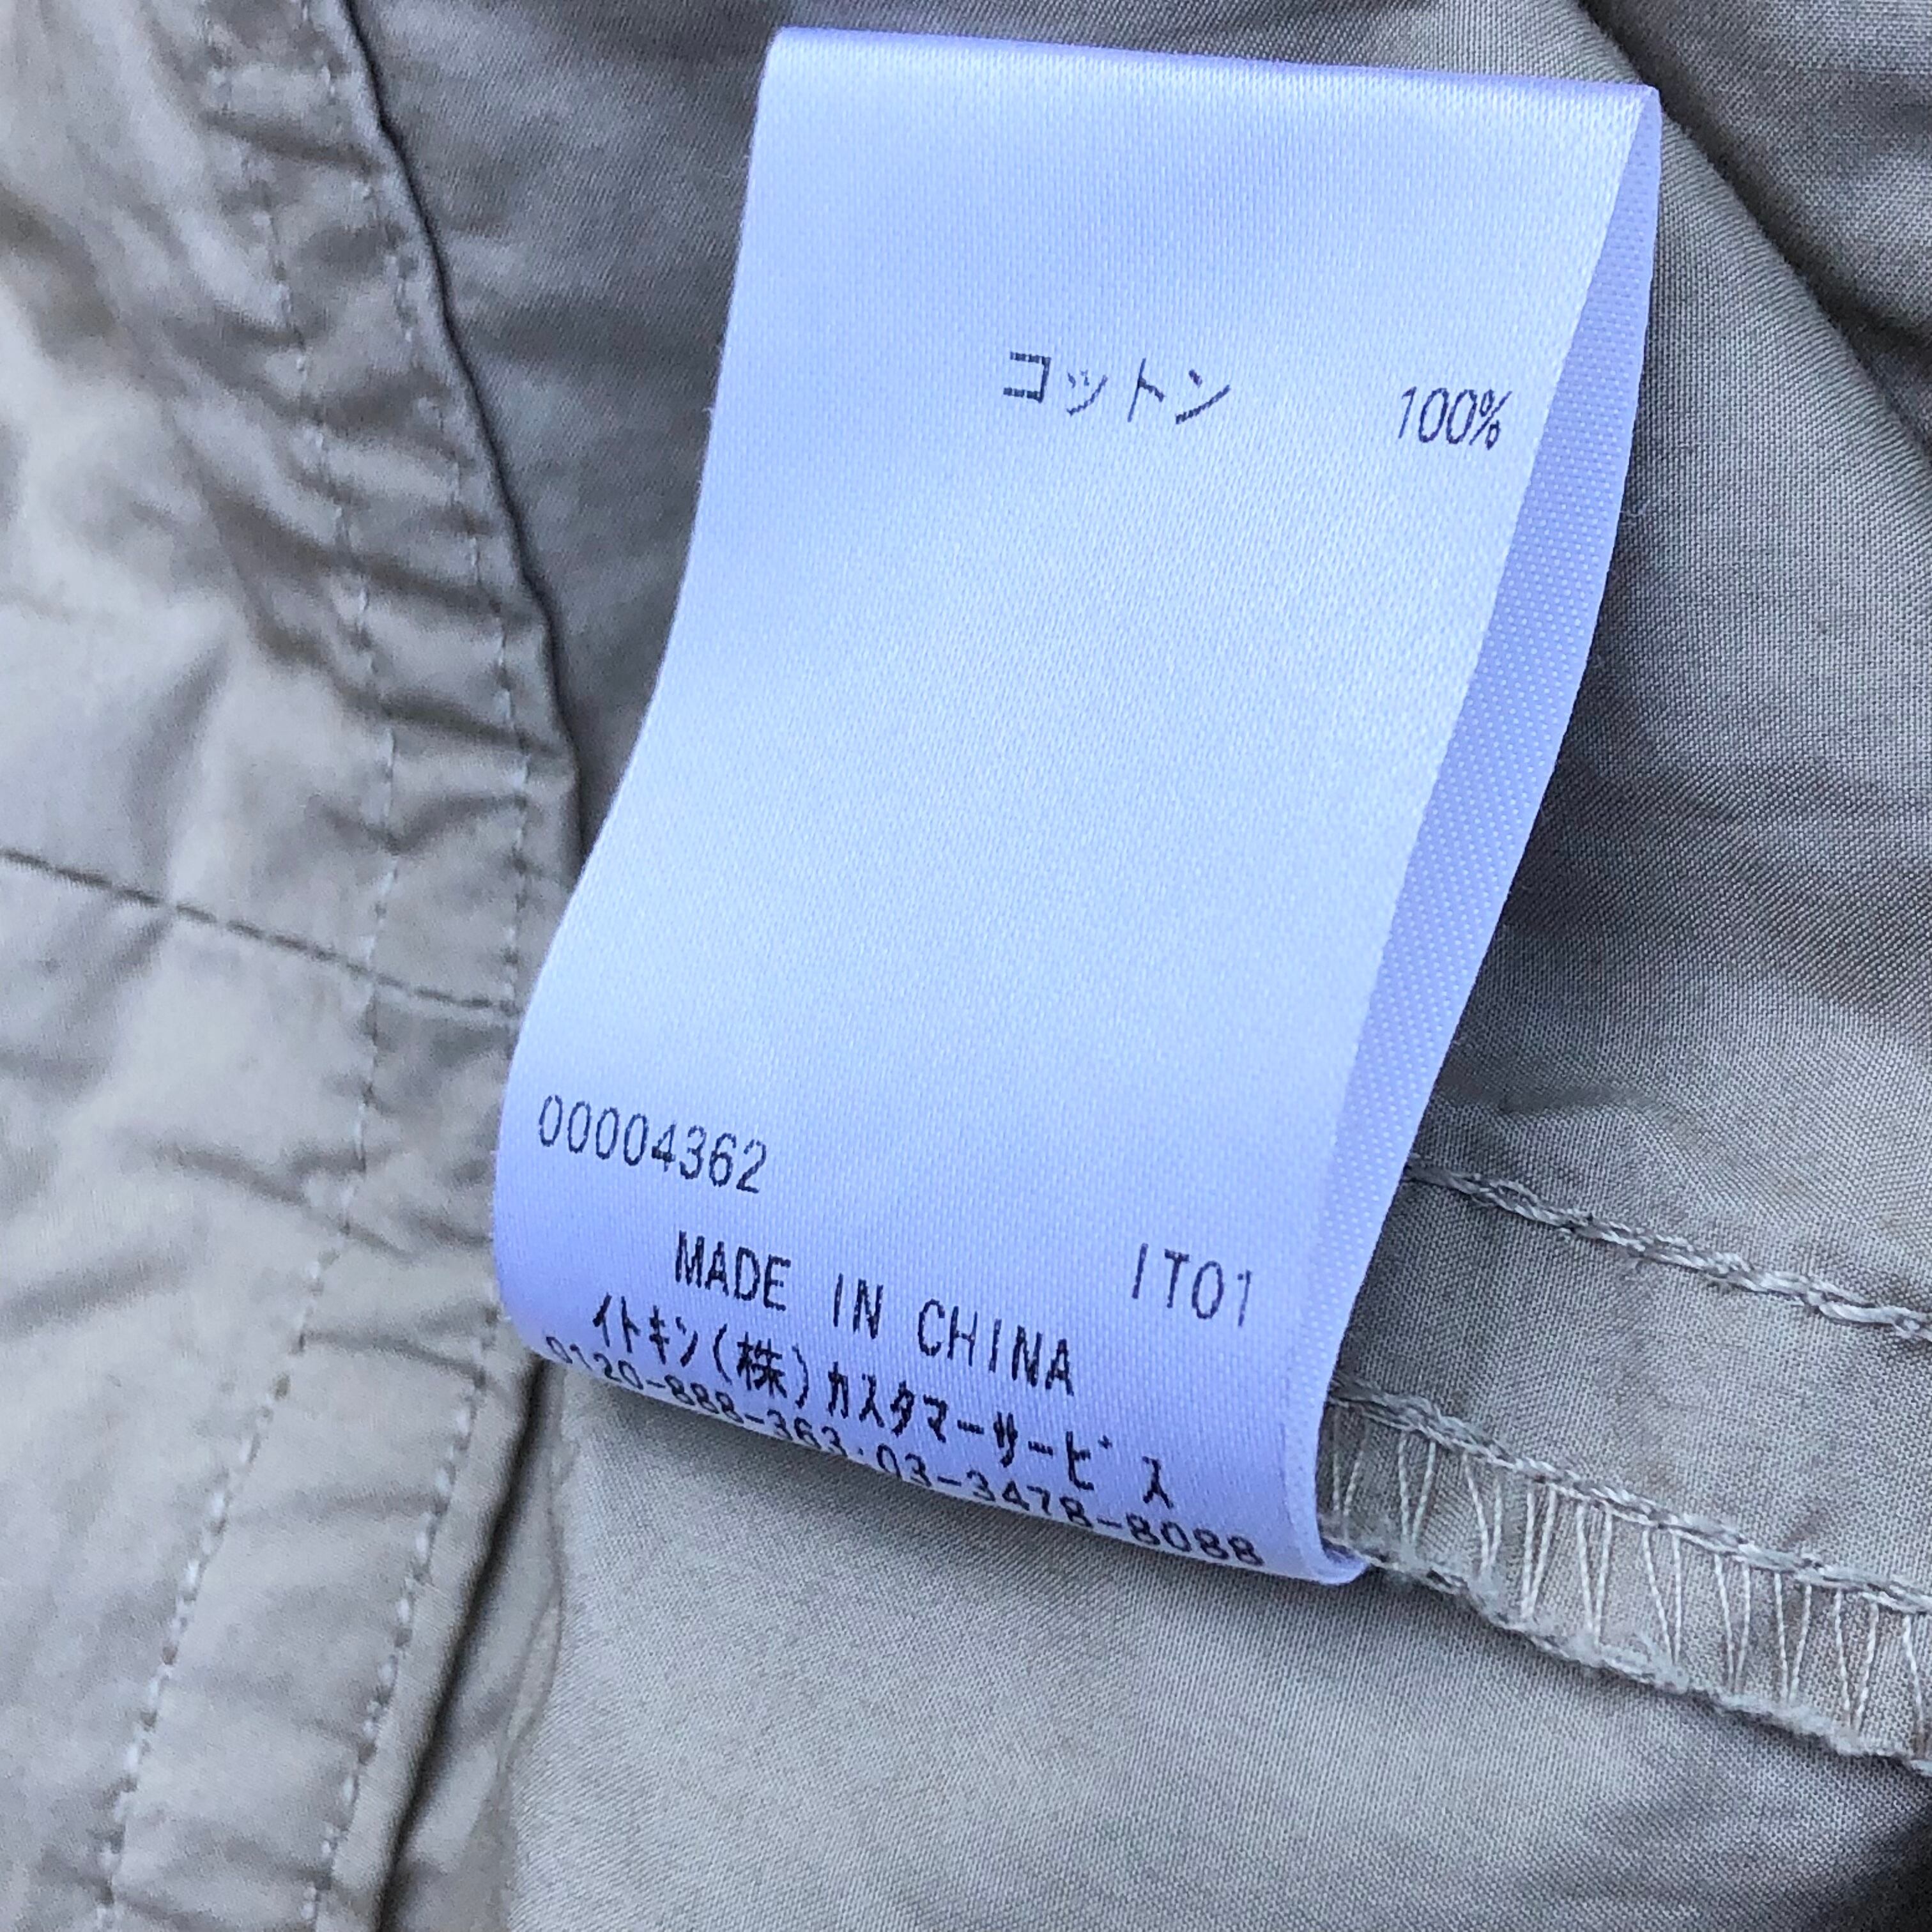 コットン 100%
00004362
IT01
MADE IN CHINA
イトキン(株)カスタマーサービス
0120-888-363・03-3478-8088